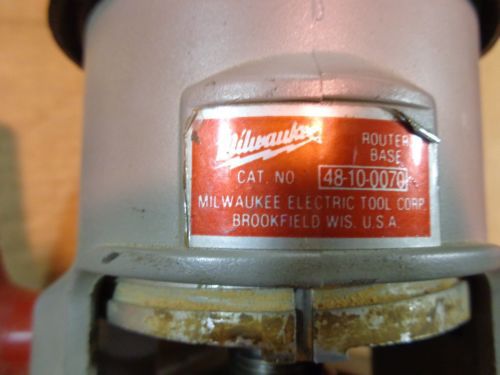 Milwaukee
ROUTER
BASE
CAT. NO 48-10-0070
MILWAUKEE ELECTRIC TOOL CORP
BROOKFIELD WIS. U.S.A.